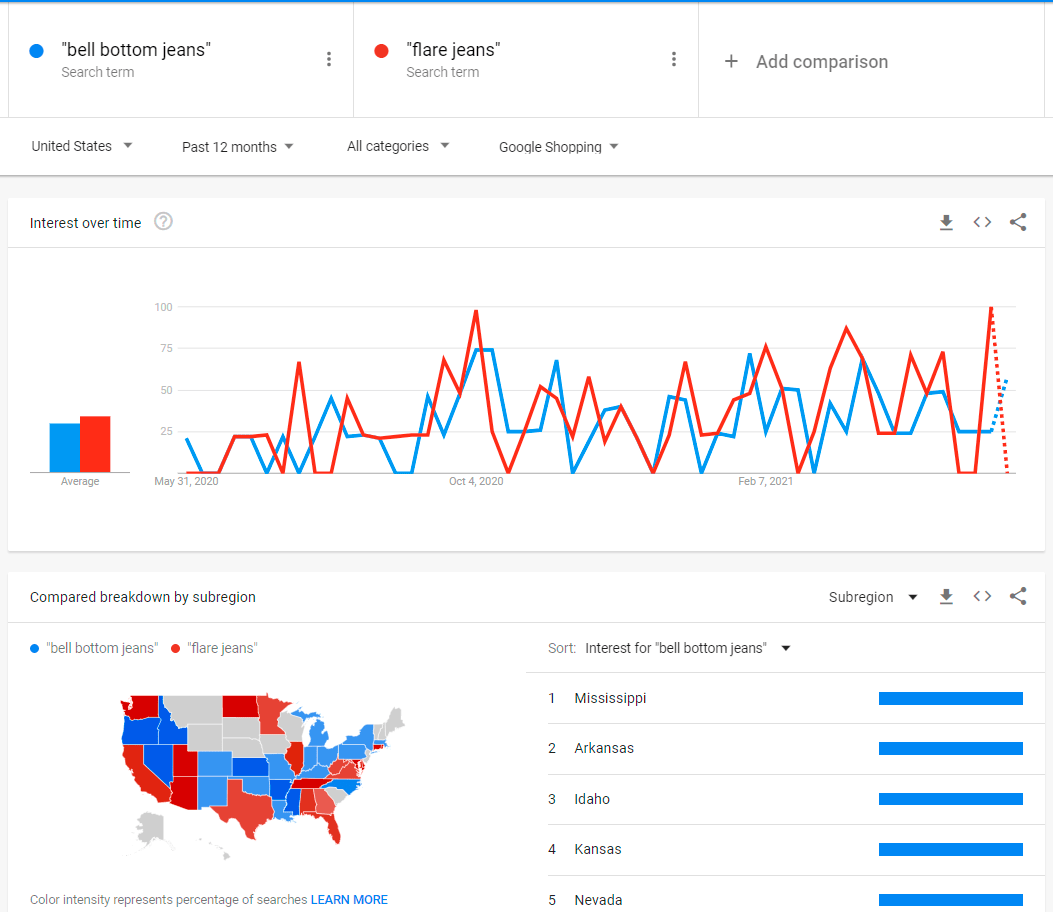 "bell bottom jeans"
Search term
"flare jeans"
Search term
+ Add comparison
United States
Past 12 months
All categories
Google Shopping
Interest over time ?
100
75
50
25
Average
May 31, 2020
Oct 4, 2020
Feb 7, 2021
Compared breakdown by subregion
Subregion
"bell bottom jeans" "flare jeans"
Sort: Interest for "bell bottom jeans"
1 Mississippi
2 Arkansas
3 Idaho
4 Kansas
5 Nevada
Color intensity represents percentage of searches LEARN MORE